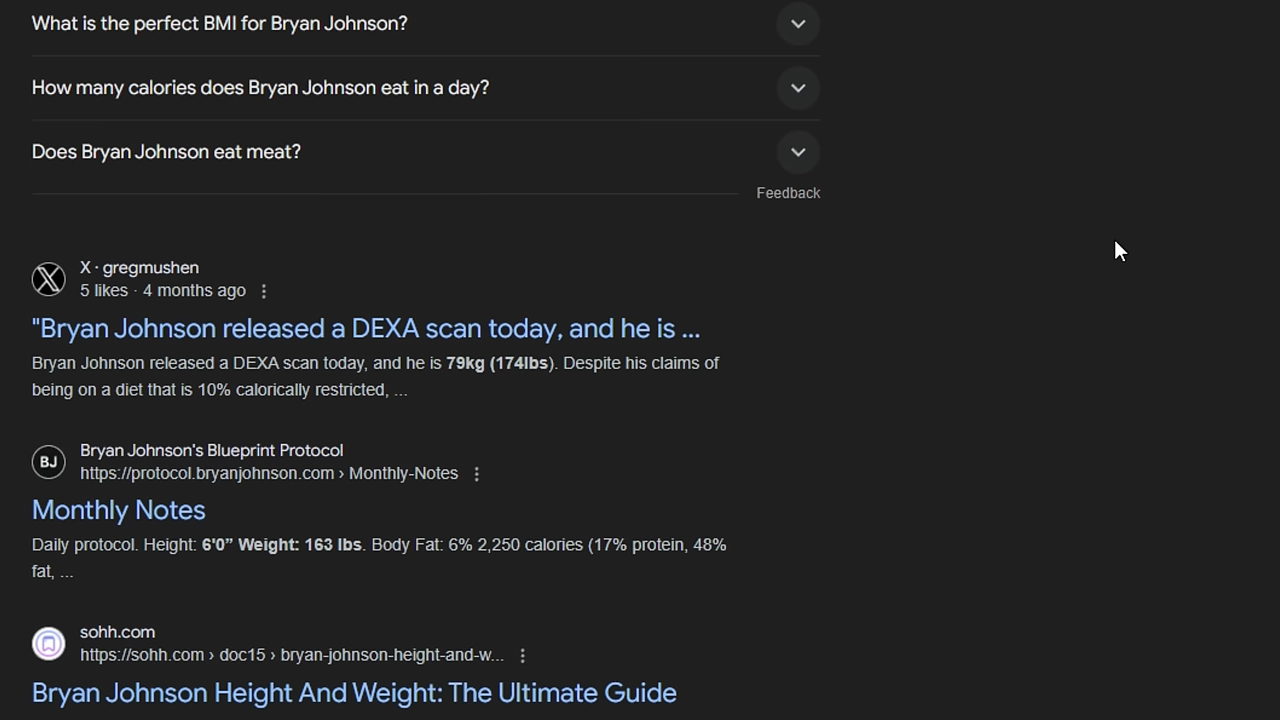 What is the perfect BMI for Bryan Johnson?
How many calories does Bryan Johnson eat in a day?
Does Bryan Johnson eat meat?
Feedback
X · gregmushen
5 likes · 4 months ago
"Bryan Johnson released a DEXA scan today, and he is ...
Bryan Johnson released a DEXA scan today, and he is 79kg (174lbs). Despite his claims of
being on a diet that is 10% calorically restricted, ...
BJ
Bryan Johnson's Blueprint Protocol
https://protocol.bryanjohnson.com › Monthly-Notes
Monthly Notes
Daily protocol. Height: 6'0” Weight: 163 lbs. Body Fat: 6% 2,250 calories (17% protein, 48%
fat, ...
sohh.com
https://sohh.com › doc15 › bryan-johnson-height-and-w...
Bryan Johnson Height And Weight: The Ultimate Guide